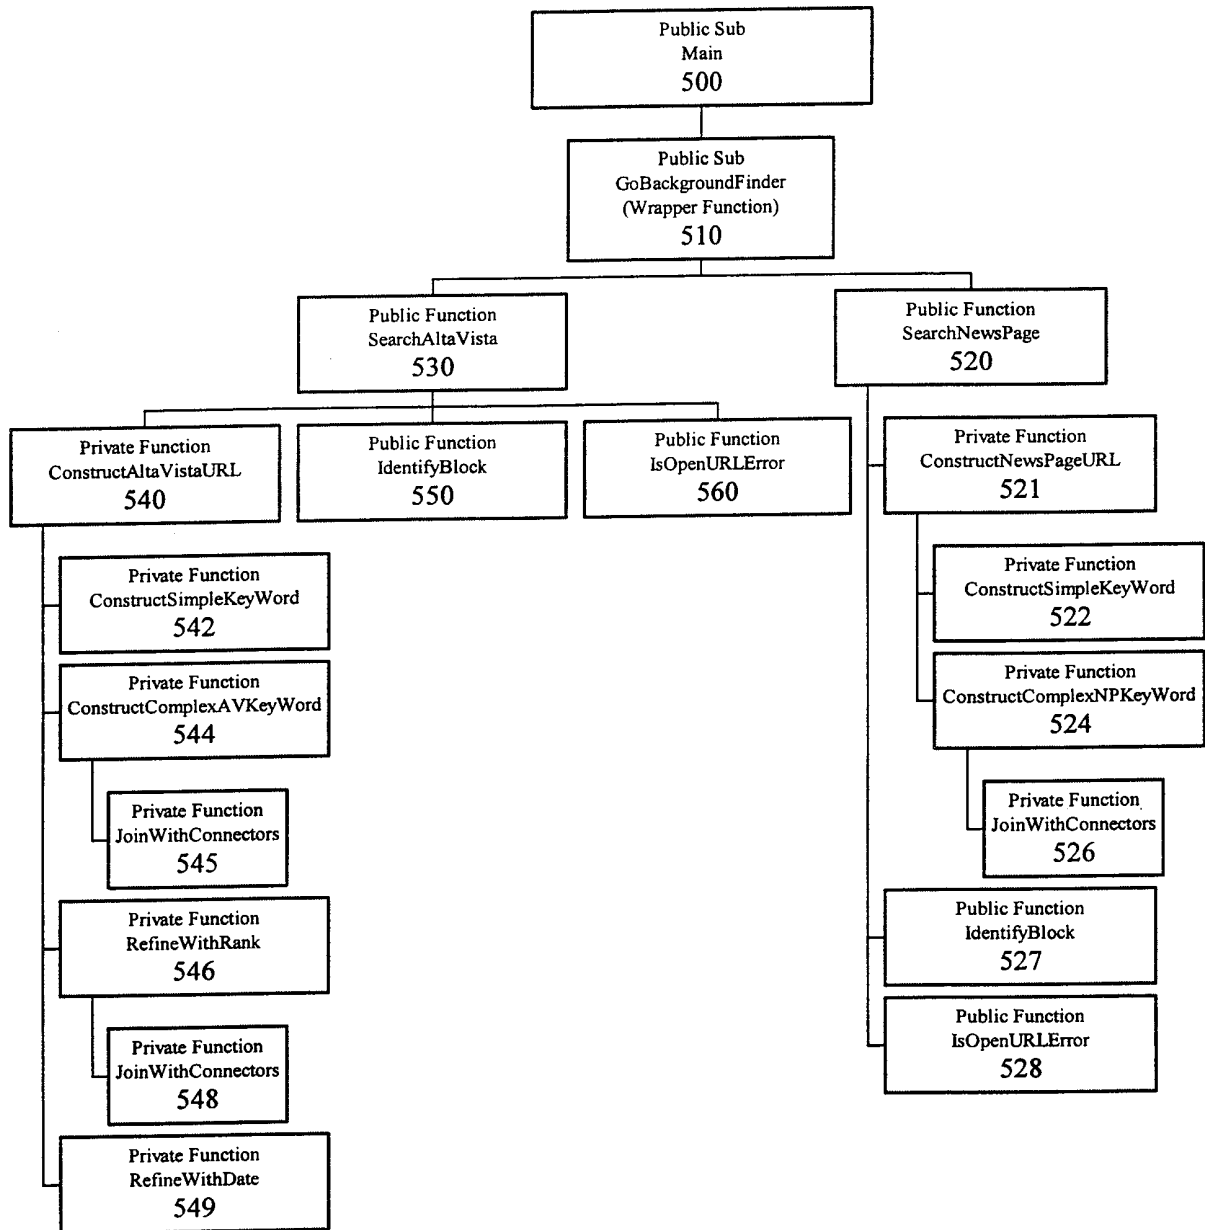 Public Sub
Main
500
Public Sub
GoBackgroundFinder
(Wrapper Function)
510
Public Function
SearchAltaVista
530
Public Function
SearchNewsPage
520
Private Function
ConstructAltaVistaURL
540
Public Function
IdentifyBlock
550
Public Function
IsOpenURLError
560
Private Function
ConstructNewsPageURL
521
Private Function
ConstructSimpleKeyWord
542
Private Function
ConstructComplexAVKeyWord
544
Private Function
JoinWithConnectors
545
Private Function
RefineWithRank
546
Private Function
JoinWithConnectors
548
Private Function
RefineWithDate
549
Private Function
ConstructSimpleKeyWord
522
Private Function
ConstructComplexNPKeyWord
524
Private Function
JoinWithConnectors
526
Public Function
IdentifyBlock
527
Public Function
IsOpenURLError
528